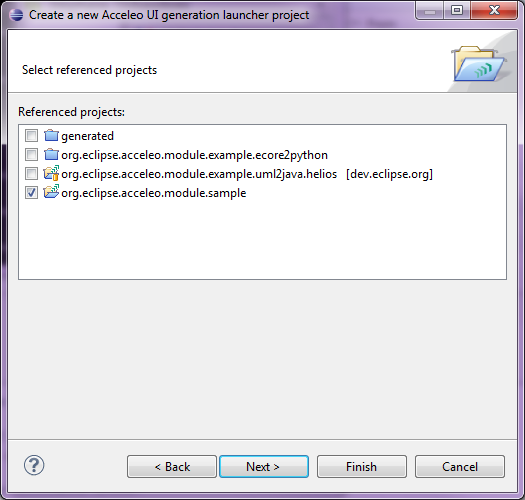 Create a new Acceleo UI generation launcher project
Select referenced projects
Referenced projects:
generated
org.eclipse.acceleo.module.example.ecore2python
org.eclipse.acceleo.module.example.uml2java.helios [dev.eclipse.org]
org.eclipse.acceleo.module.sample
?
< Back
Next >
Finish
Cancel